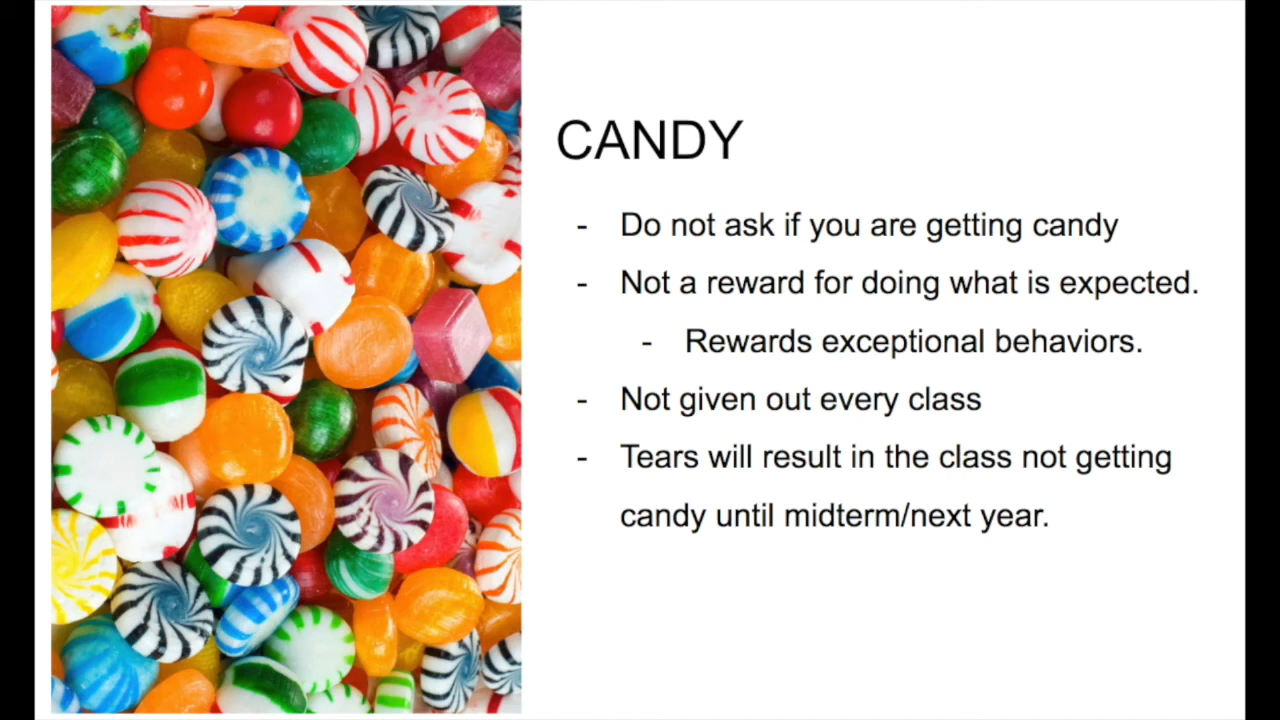 CANDY
- Do not ask if you are getting candy
- Not a reward for doing what is expected.
- Rewards exceptional behaviors.
- Not given out every class
- Tears will result in the class not getting
candy until midterm/next year.